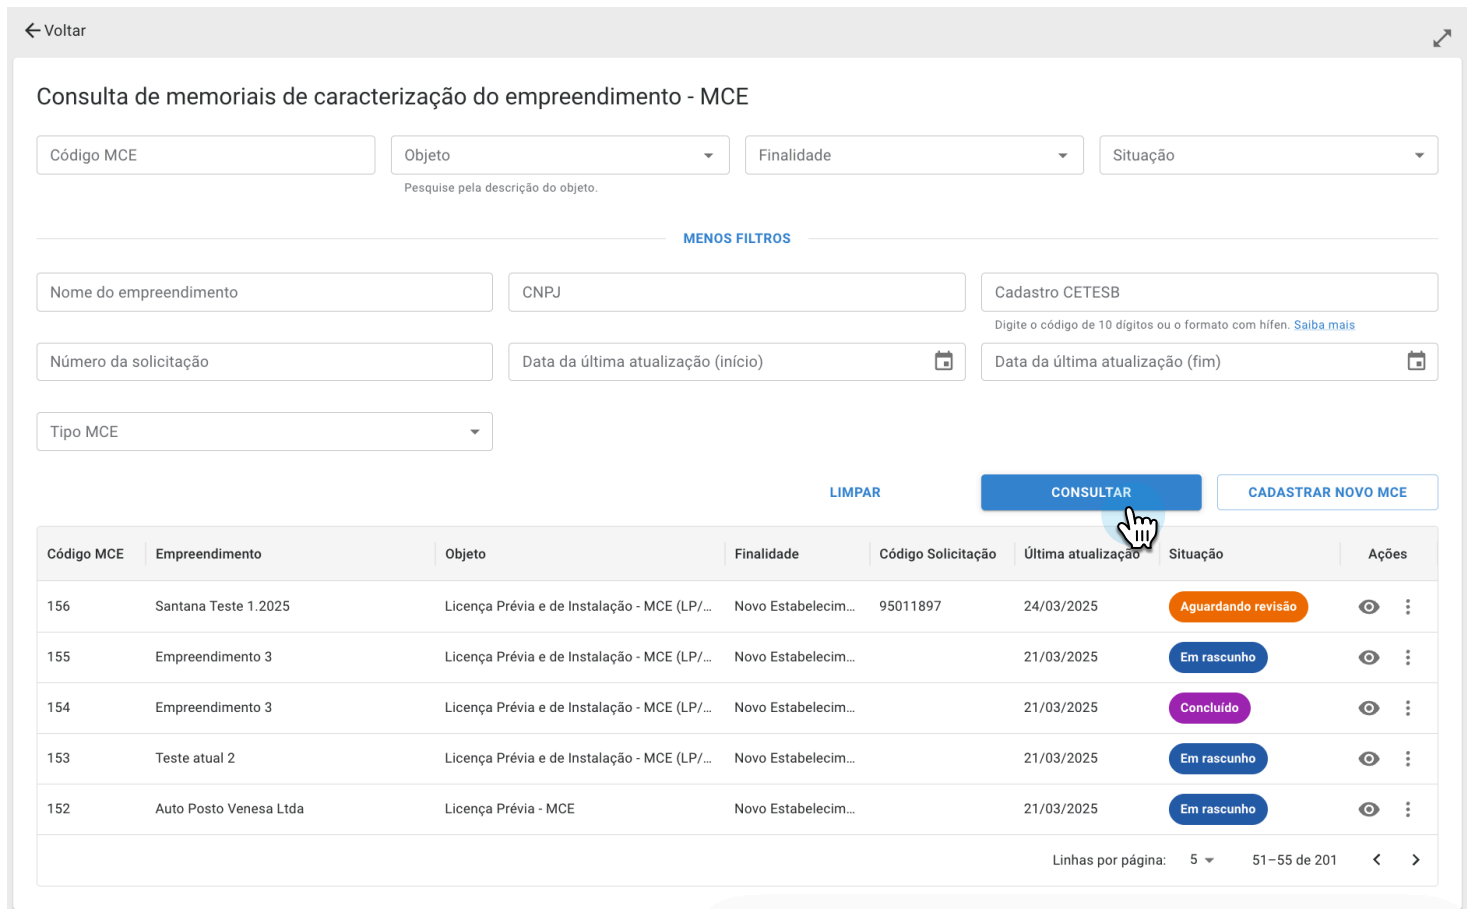 Voltar
Consulta de memoriais de caracterização do empreendimento - MCE
Código MCE
Objeto
Finalidade
Situação
Pesquise pela descrição do objeto.
MENOS FILTROS
Nome do empreendimento
CNPJ
Cadastro CETESB
Digite o código de 10 dígitos ou o formato com hífen. Saiba mais
Número da solicitação
Data da última atualização (início)
Data da última atualização (fim)
Tipo MCE
LIMPAR
CONSULTAR
CADASTRAR NOVO MCE
Código MCE Empreendimento Objeto Finalidade Código Solicitação Última atualização Situação Ações
156 Santana Teste 1.2025 Licença Prévia e de Instalação - MCE (LP/... Novo Estabelecim... 95011897 24/03/2025 Aguardando revisão
155 Empreendimento 3 Licença Prévia e de Instalação - MCE (LP/... Novo Estabelecim... 21/03/2025 Em rascunho
154 Empreendimento 3 Licença Prévia e de Instalação - MCE (LP/... Novo Estabelecim... 21/03/2025 Concluído
153 Teste atual 2 Licença Prévia e de Instalação - MCE (LP/... Novo Estabelecim... 21/03/2025 Em rascunho
152 Auto Posto Venesa Ltda Licença Prévia - MCE Novo Estabelecim... 21/03/2025 Em rascunho
Linhas por página: 5 51–55 de 201